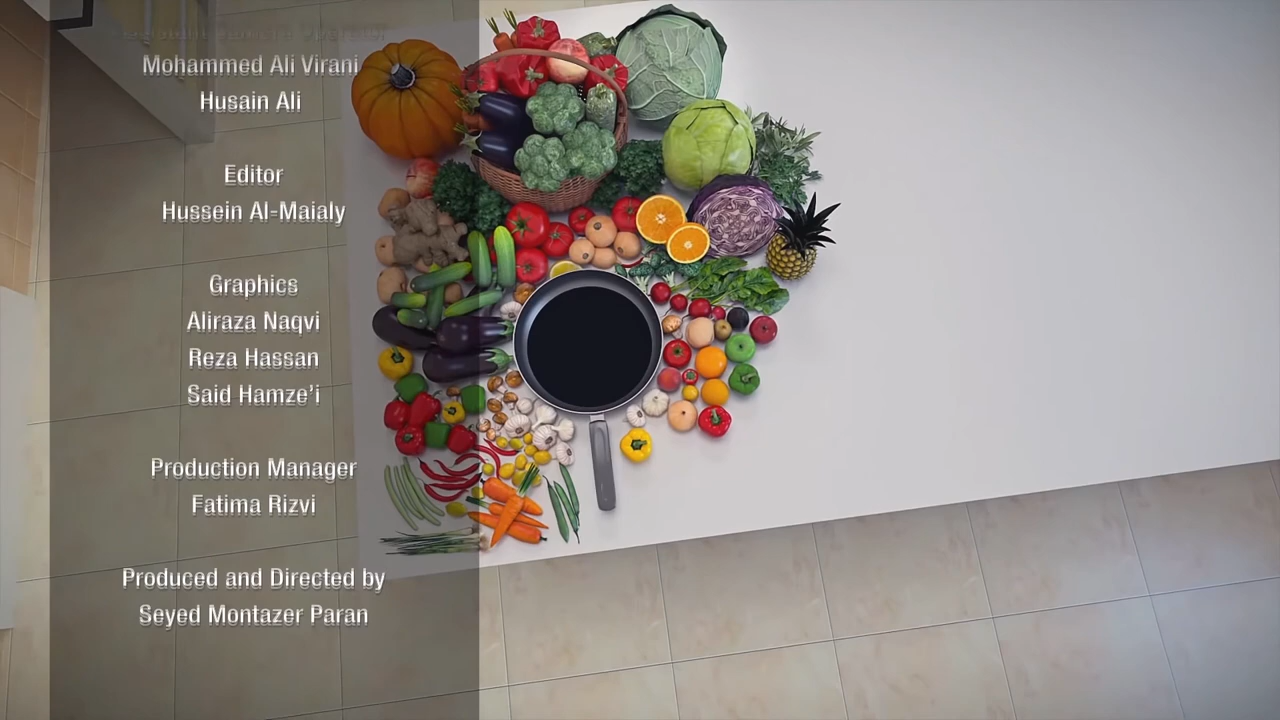 Mohammed Ali Virani
Husain Ali
Editor
Hussein Al-Maialy
Graphics
Aliraza Naqvi
Reza Hassan
Said Hamze'i
Production Manager
Fatima Rizvi
Produced and Directed by
Seyed Montazer Paran